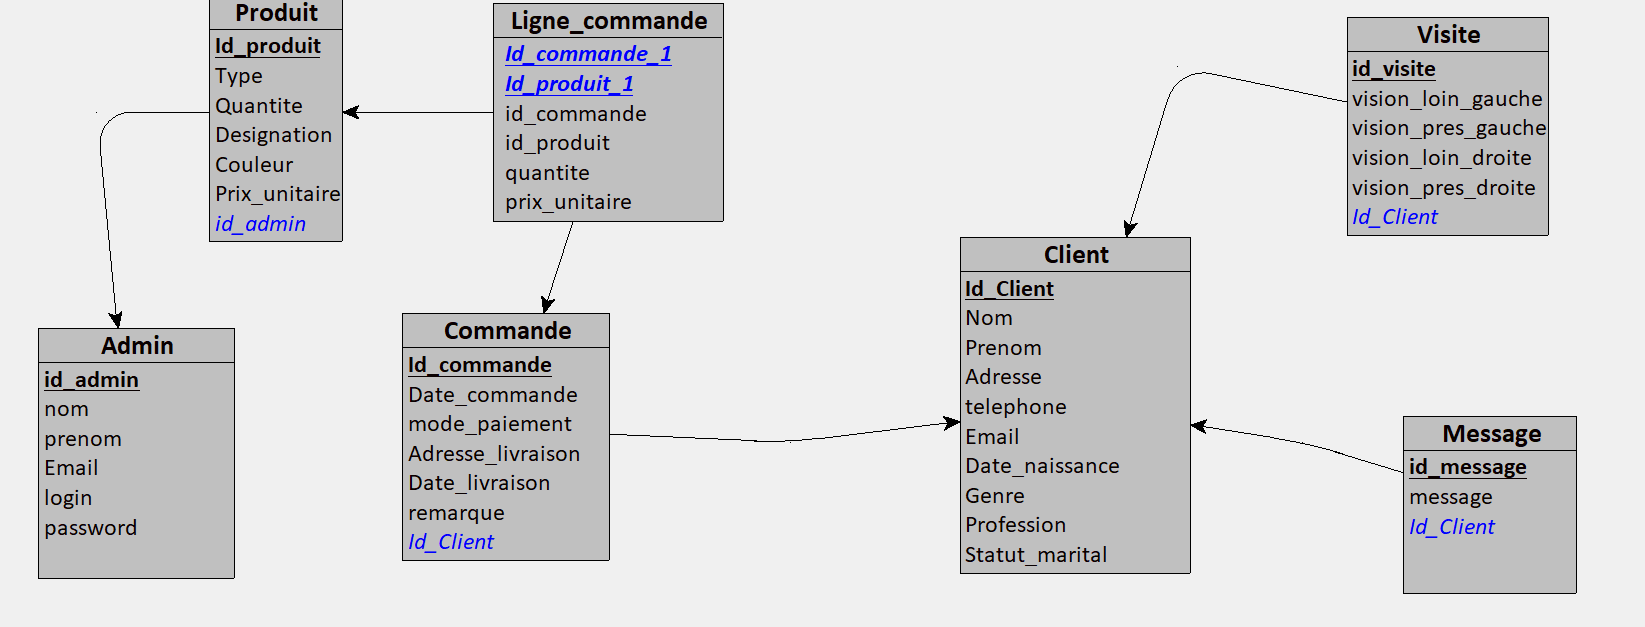 Produit
Id_produit
Type
Quantite
Designation
Couleur
Prix_unitaire
id_admin
Ligne_commande
Id_commande_1
Id_produit_1
id_commande
id_produit
quantite
prix_unitaire
Visite
id_visite
vision_loin_gauche
vision_pres_gauche
vision_loin_droite
vision_pres_droite
Id_Client
Admin
id_admin
nom
prenom
Email
login
password
Commande
Id_commande
Date_commande
mode_paiement
Adresse_livraison
Date_livraison
remarque
Id_Client
Client
Id_Client
Nom
Prenom
Adresse
telephone
Email
Date_naissance
Genre
Profession
Statut_marital
Message
id_message
message
Id_Client